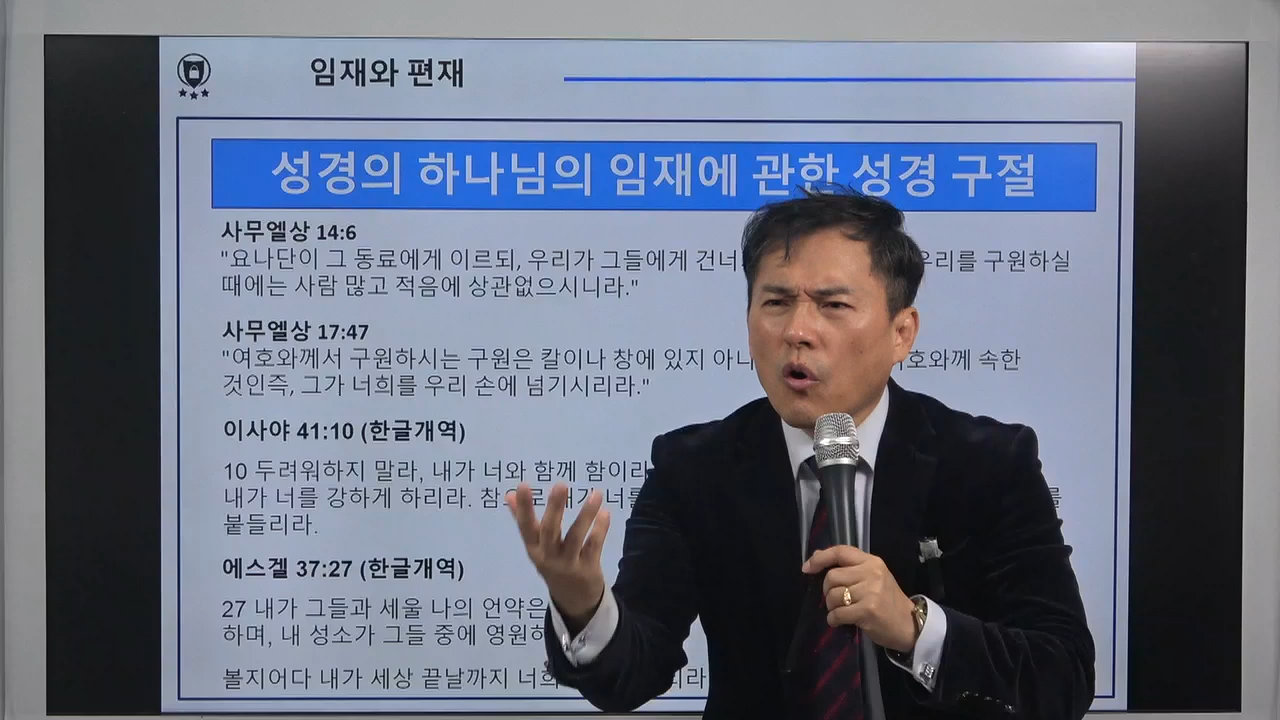 임재와 편재
성경의 하나님의 임재에 관한 성경 구절
사무엘상 14:6
"요나단이 그 동료에게 이르되, 우리가 그들에게 건너 우리를 구원하실
때에는 사람 많고 적음에 상관없으시니라."
사무엘상 17:47
"여호와께서 구원하시는 구원은 칼이나 창에 있지 속한
것인즉, 그가 너희를 우리 손에 넘기시리라."
이사야 41:10 (한글개역)
10 두려워하지 말라, 내가 너와 함께 함이라
내가 너를 강하게 하리라. 참으로 내가 너를
붙들리라.
에스겔 37:27 (한글개역)
27 내가 그들과 세울 나의 언약은
하며, 내 성소가 그들 중에
볼지어다 내가 세상 끝날까지